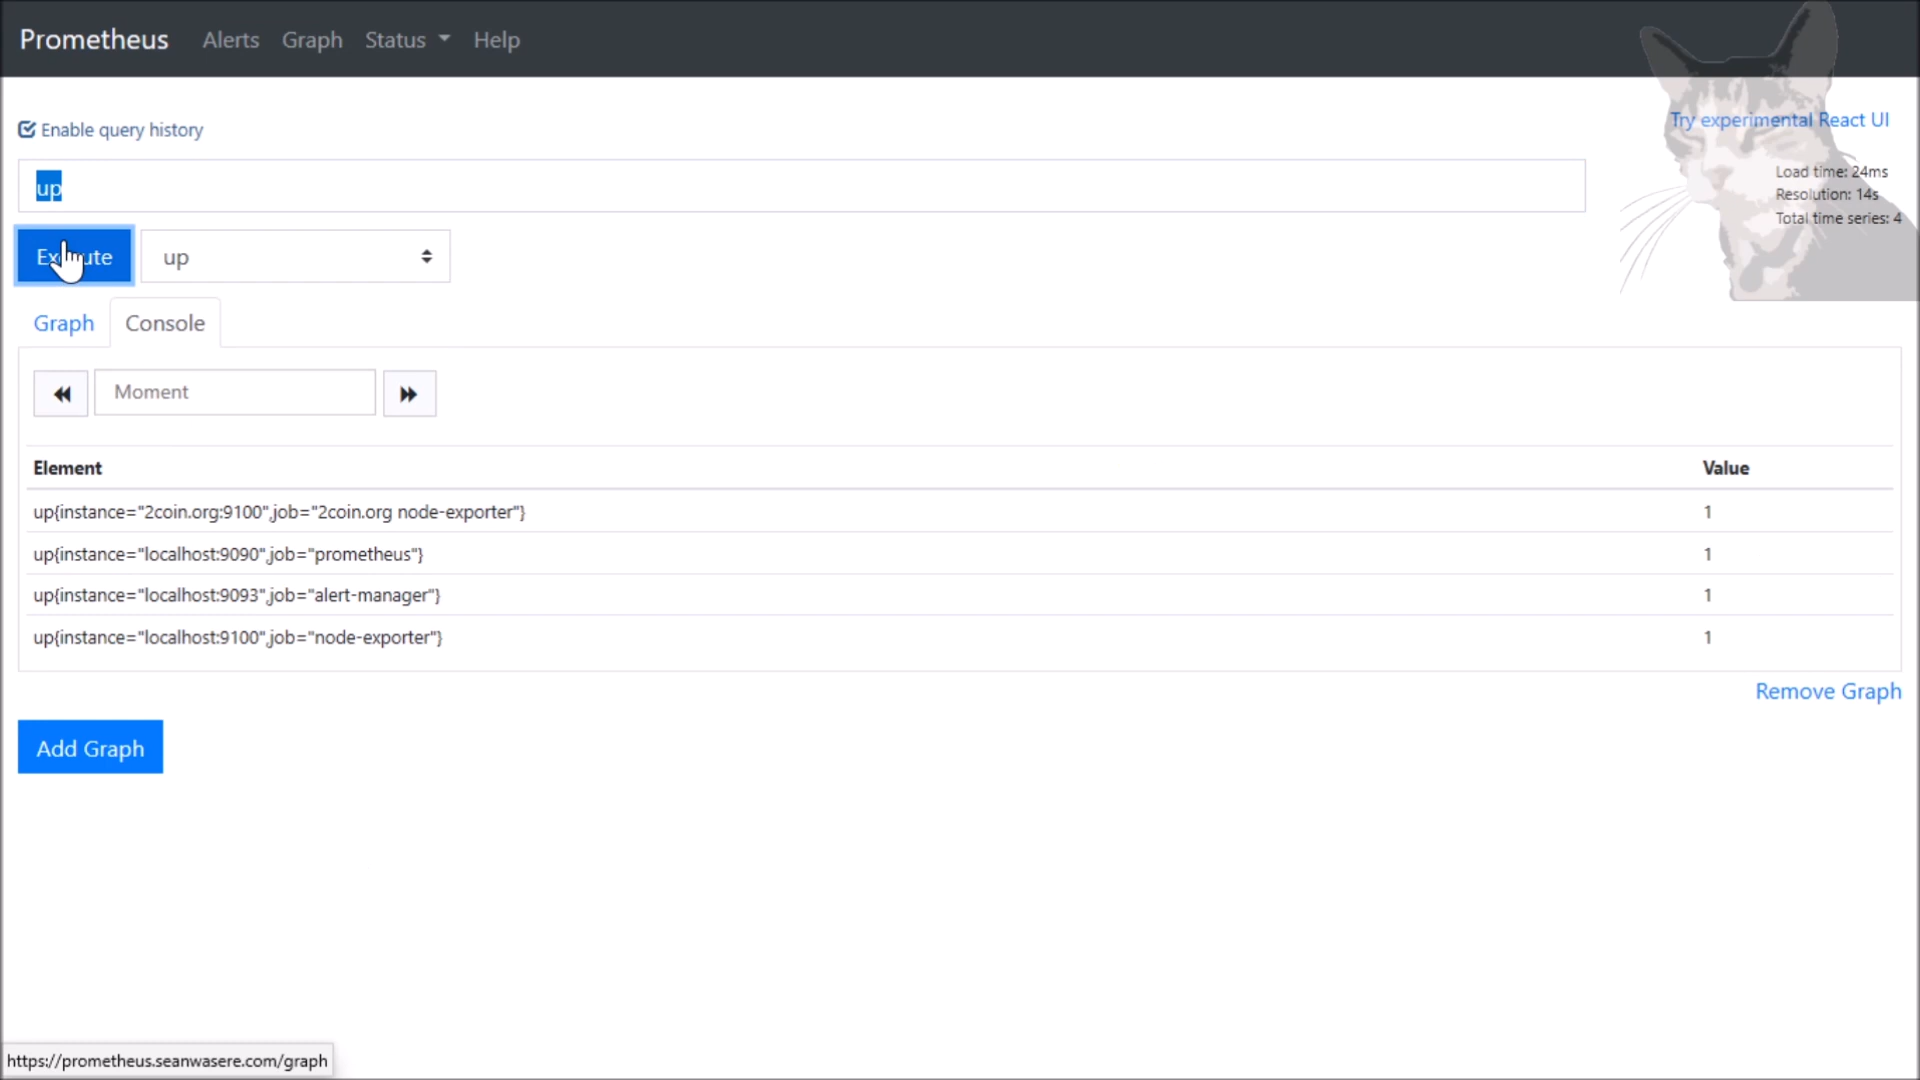 Prometheus Alerts Graph Status Help
Enable query history
Try experimental React UI
up
Load time: 24ms
Resolution: 14s
Total time series: 4
up
Graph Console
Moment
Element Value
up{instance="2coin.org:9100",job="2coin.org node-exporter"} 1
up{instance="localhost:9090",job="prometheus"} 1
up{instance="localhost:9093",job="alert-manager"} 1
up{instance="localhost:9100",job="node-exporter"} 1
Remove Graph
Add Graph
https://prometheus.seanwasere.com/graph